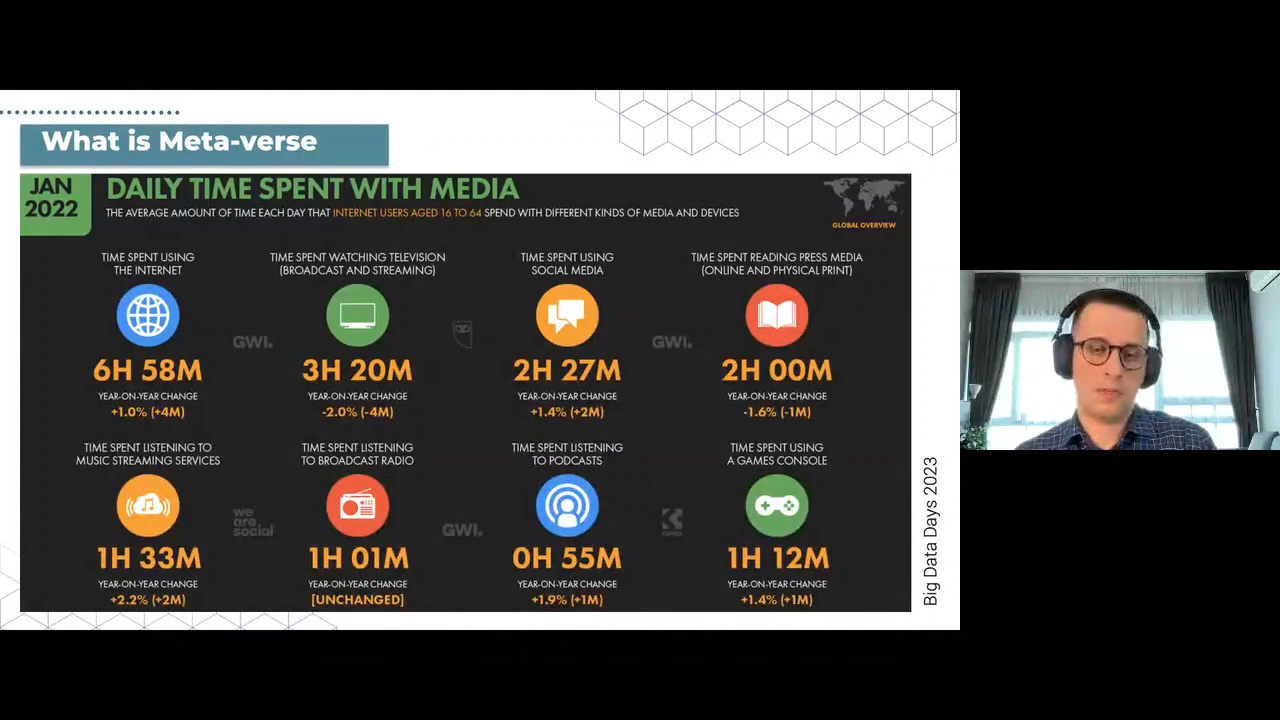 What is Meta-verse
JAN
2022
DAILY TIME SPENT WITH MEDIA
THE AVERAGE AMOUNT OF TIME EACH DAY THAT INTERNET USERS AGED 16 TO 64 SPEND WITH DIFFERENT KINDS OF MEDIA AND DEVICES
GLOBAL OVERVIEW
TIME SPENT USING
THE INTERNET
6H 58M
YEAR-ON-YEAR CHANGE
+1.0% (+4M)
TIME SPENT WATCHING TELEVISION
(BROADCAST AND STREAMING)
3H 20M
YEAR-ON-YEAR CHANGE
-2.0% (-4M)
TIME SPENT USING
SOCIAL MEDIA
2H 27M
YEAR-ON-YEAR CHANGE
+1.4% (+2M)
TIME SPENT READING PRESS MEDIA
(ONLINE AND PHYSICAL PRINT)
2H 00M
YEAR-ON-YEAR CHANGE
-1.6% (-1M)
GWI.
GWI.
TIME SPENT LISTENING TO
MUSIC STREAMING SERVICES
1H 33M
YEAR-ON-YEAR CHANGE
+2.2% (+2M)
TIME SPENT LISTENING
TO BROADCAST RADIO
1H 01M
YEAR-ON-YEAR CHANGE
[UNCHANGED]
TIME SPENT LISTENING
TO PODCASTS
0H 55M
YEAR-ON-YEAR CHANGE
+1.9% (+1M)
TIME SPENT USING
A GAMES CONSOLE
1H 12M
YEAR-ON-YEAR CHANGE
+1.4% (+1M)
we
are
social
GWI.
Big Data Days 2023